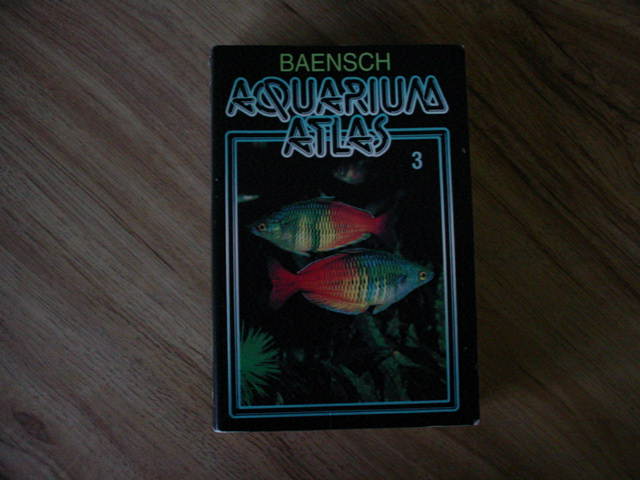 BAENSCH
AQUARIUM
ATLAS
3